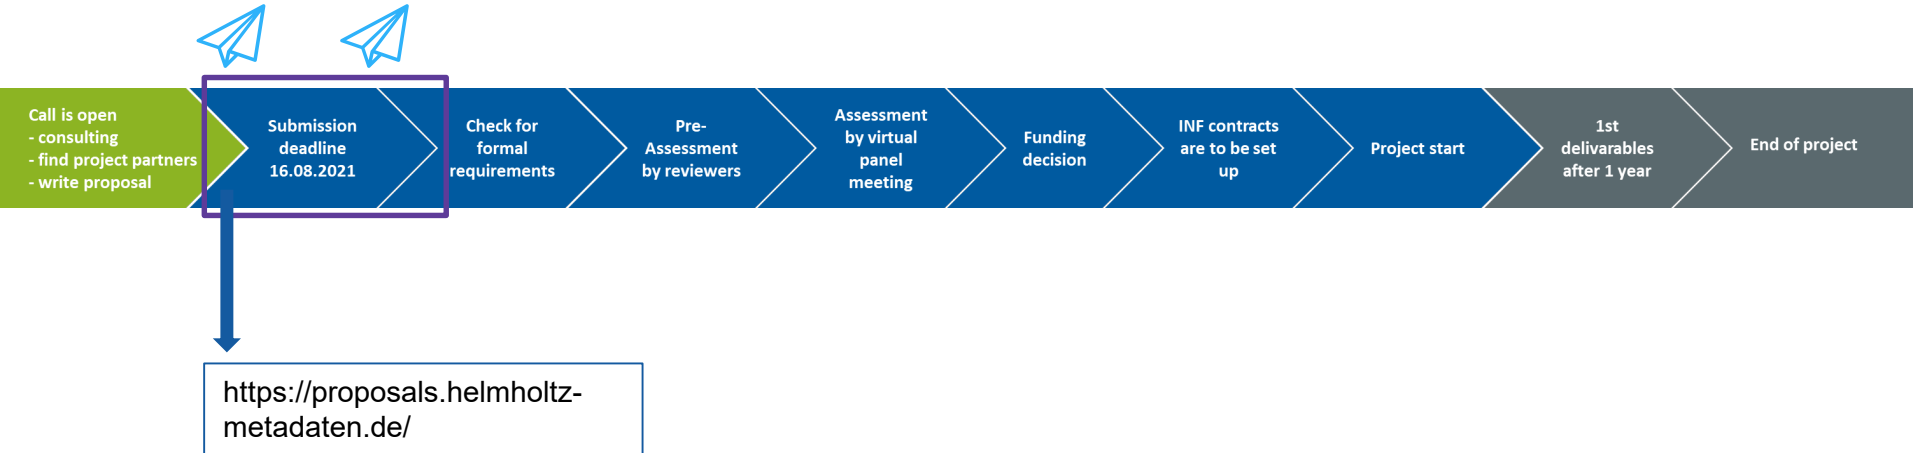 Call is open
- consulting
- find project partners
- write proposal
Submission
deadline
16.08.2021
Check for
formal
requirements
Pre-
Assessment
by reviewers
Assessment
by virtual
panel
meeting
Funding
decision
INF contracts
are to be set
up
Project start
1st
delivarables
after 1 year
End of project
https://proposals.helmholtz-
metadaten.de/